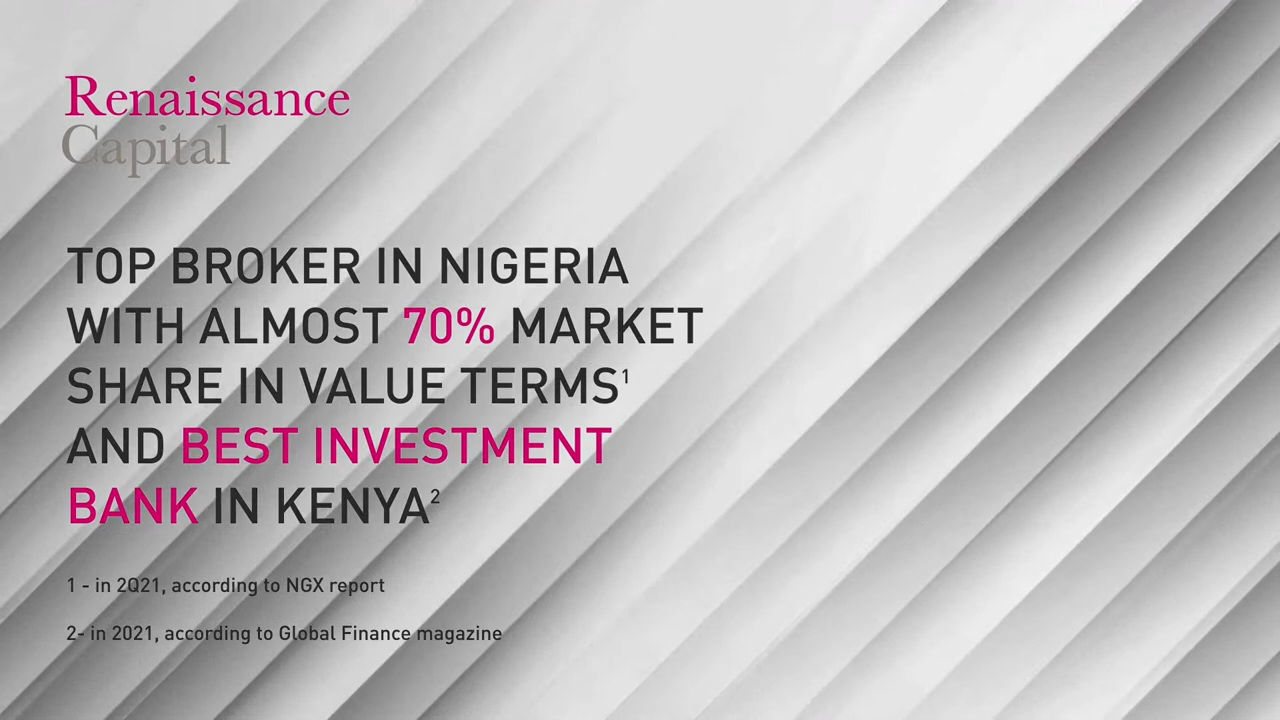 Renaissance
Capital
TOP BROKER IN NIGERIA
WITH ALMOST 70% MARKET
SHARE IN VALUE TERMS¹
AND BEST INVESTMENT
BANK IN KENYA²
1 - in 2Q21, according to NGX report
2- in 2021, according to Global Finance magazine